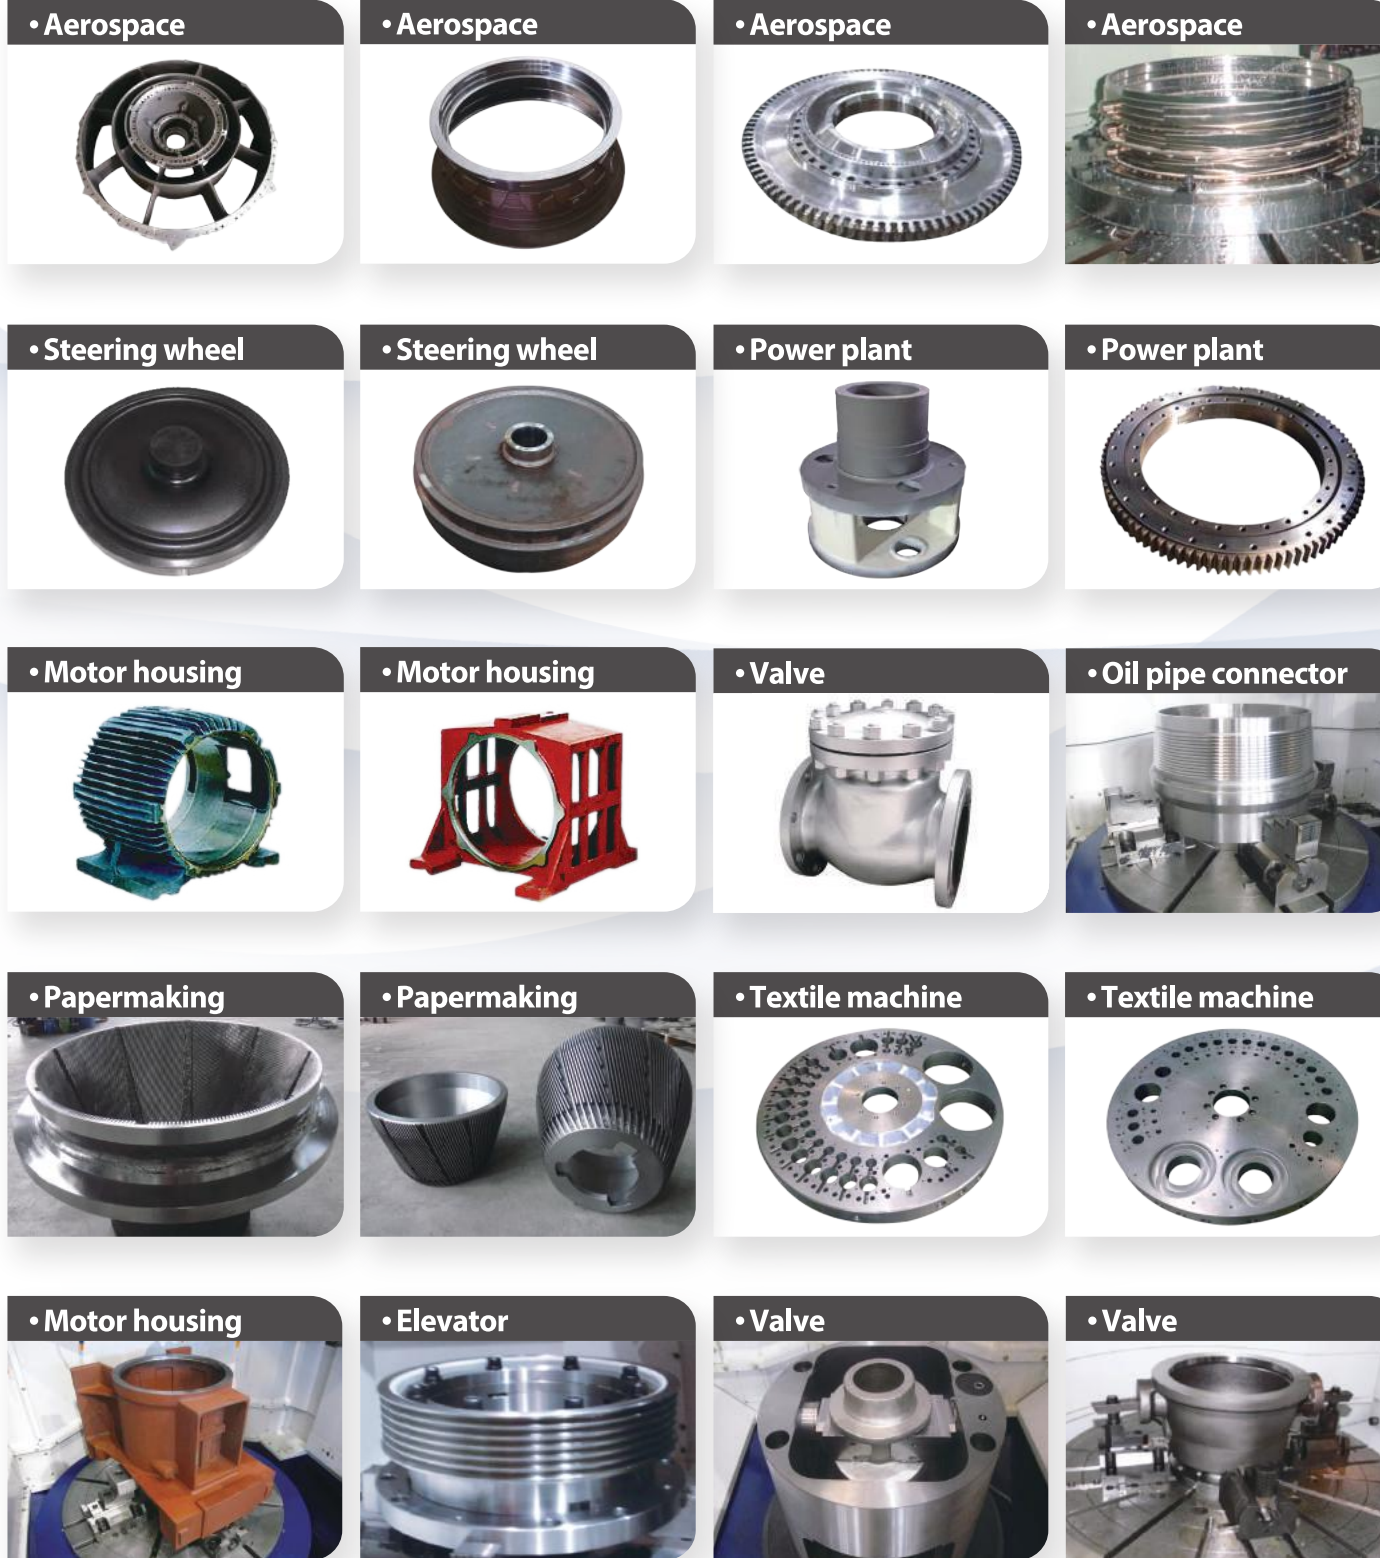 • Aerospace
• Aerospace
• Aerospace
• Aerospace
• Steering wheel
• Steering wheel
• Power plant
• Power plant
• Motor housing
• Motor housing
• Valve
• Oil pipe connector
• Papermaking
• Papermaking
• Textile machine
• Textile machine
• Motor housing
• Elevator
• Valve
• Valve